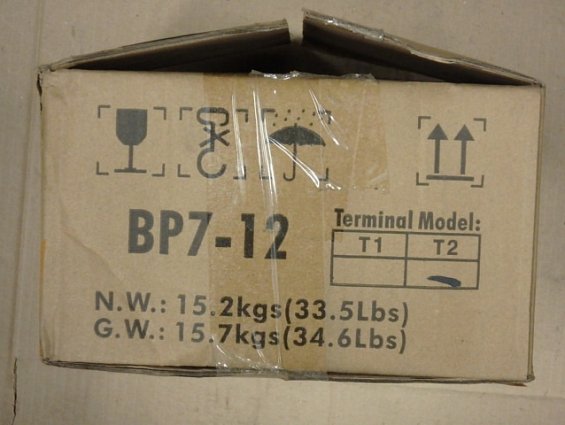 BP7-12
Terminal Model:
T1 T2
N.W.: 15.2kgs(33.5Lbs)
G.W.: 15.7kgs(34.6Lbs)